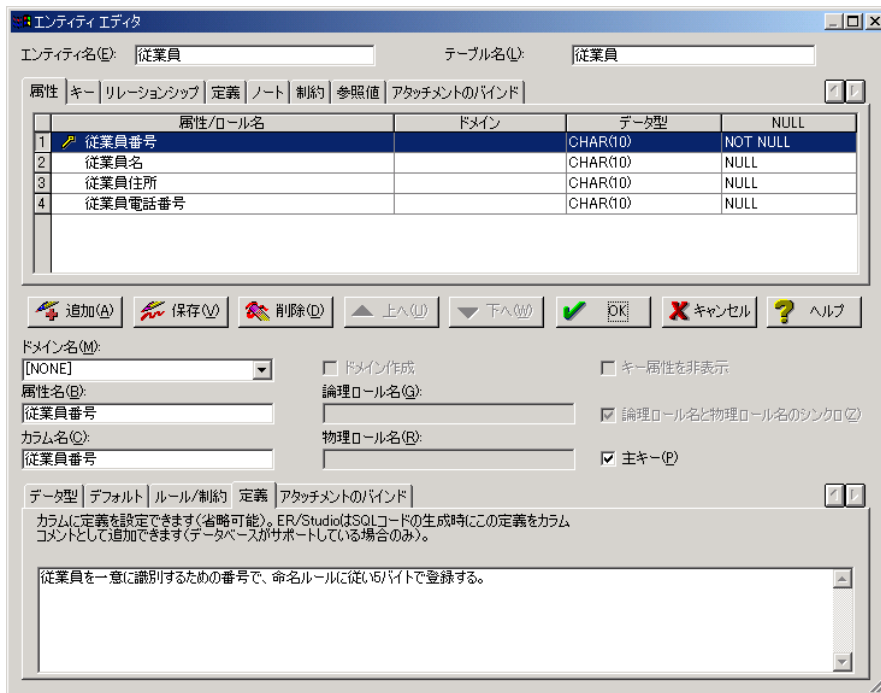 エンティティ エディタ
エンティティ名(E): 従業員 テーブル名(L): 従業員
属性 キー リレーションシップ 定義 ノート 制約 参照値 アタッチメントのバインド
属性/ロール名 ドメイン データ型 NULL
1 従業員番号 CHAR(10) NOT NULL
2 従業員名 CHAR(10) NULL
3 従業員住所 CHAR(10) NULL
4 従業員電話番号 CHAR(10) NULL
追加(A) 保存(V) 削除(D) 上へ(U) 下へ(W) OK キャンセル ヘルプ
ドメイン名(M):
[NONE] ドメイン作成 キー属性を非表示
属性名(B): 論理ロール名(G):
従業員番号 論理ロール名と物理ロール名のシンクロ(Z)
カラム名(C): 物理ロール名(R):
従業員番号 主キー(P)
データ型 デフォルト ルール/制約 定義 アタッチメントのバインド
カラムに定義を設定できます(省略可能)。ER/StudioはSQLコードの生成時にこの定義をカラム
コメントとして追加できます(データベースがサポートしている場合のみ)。
従業員を一意に識別するための番号で、命名ルールに従い5バイトで登録する。